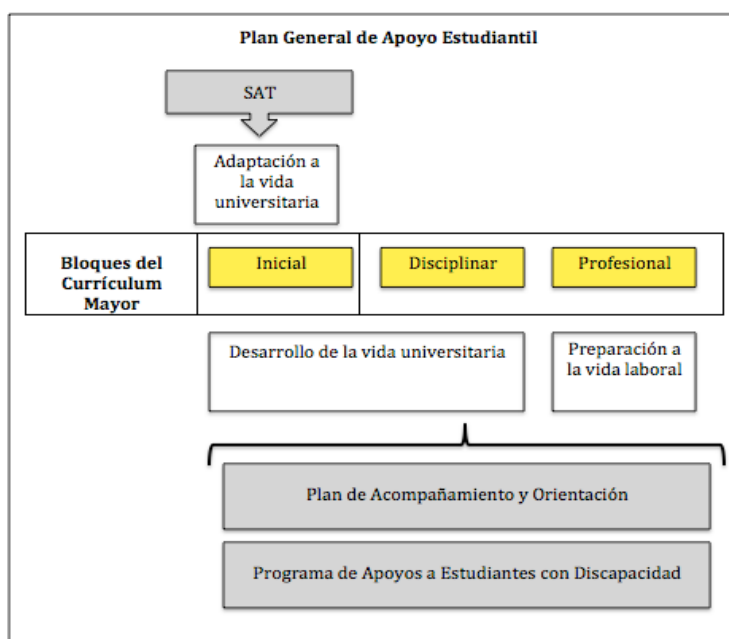 Plan General de Apoyo Estudiantil
SAT
Adaptación a
la vida
universitaria
Bloques del
Currículum
Mayor
Inicial
Disciplinar
Profesional
Desarrollo de la vida universitaria
Preparación a
la vida laboral
Plan de Acompañamiento y Orientación
Programa de Apoyos a Estudiantes con Discapacidad